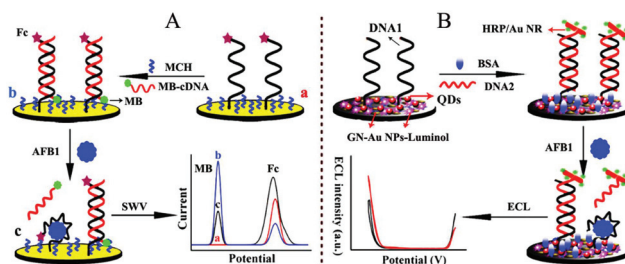 A
Fc
MCH
MB-cDNA
b
MB
a
AFB1
c
SWV
Current
MB
b
c
a
Fc
Potential
B
DNA1
HRP/Au NR
BSA
DNA2
QDs
GN-Au NPs-Luminol
AFB1
ECL intensity (a.u.)
Potential (V)
ECL